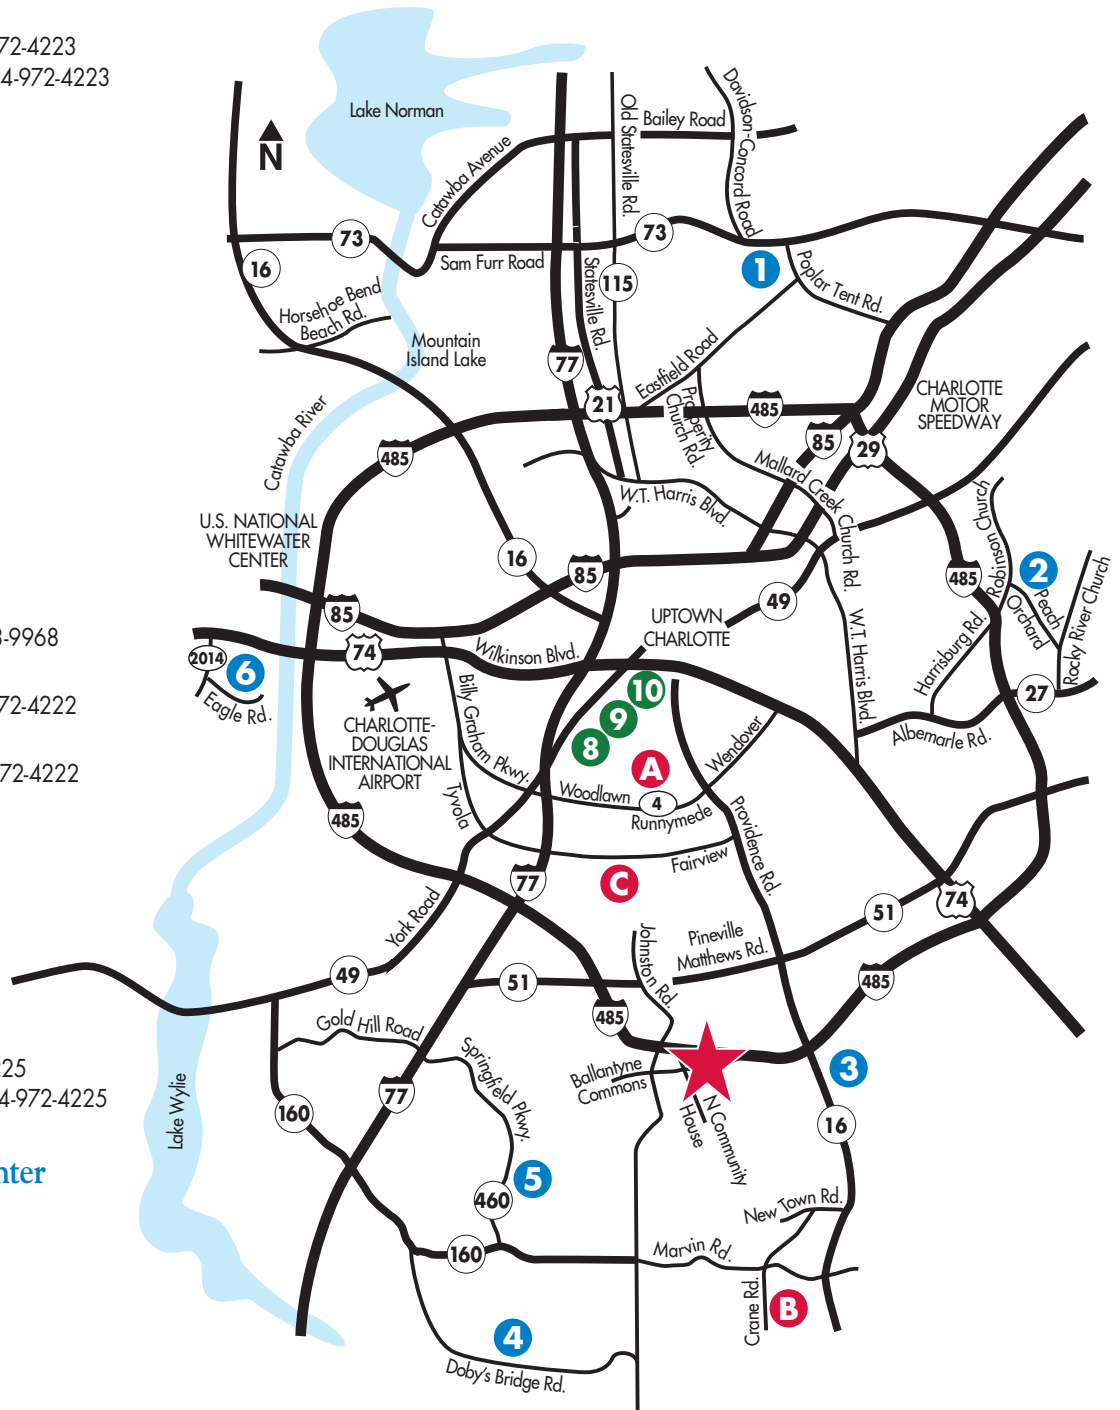 72-4223
4-972-4223
Lake Norman
N
Catawba Avenue
Old Statesville Rd.
Bailey Road
Davidson-Concord Road
73
73
16
Sam Furr Road
Statesville Rd.
115
1
Poplar Tent Rd.
Horsehoe Bend
Beach Rd.
Mountain
Island Lake
77
Eastfield Road
21
Prosperity
Church Rd.
485
CHARLOTTE
MOTOR
SPEEDWAY
85
29
Catawba River
485
Mallard Creek Church Rd.
W.T. Harris Blvd.
U.S. NATIONAL
WHITEWATER
CENTER
16
85
485
Robinson Church
2
Peach
Orchard
Rocky River Church
85
49
UPTOWN
CHARLOTTE
W.T. Harris Blvd.
Harrisburg Rd.
8-9968
74
Wilkinson Blvd.
2014
6
Eagle Rd.
Billy Graham Pkwy.
10
9
8
27
Albemarle Rd.
72-4222
CHARLOTTE-
DOUGLAS
INTERNATIONAL
AIRPORT
Wendover
A
72-4222
Tyvola
Woodlawn
4
Runnymede
Providence Rd.
485
Fairview
77
C
74
51
York Road
Johnston Rd.
Pineville
Matthews Rd.
49
51
485
485
Gold Hill Road
Springfield Pkwy.
Ballantyne
Commons
3
225
4-972-4225
77
160
N Community
House
16
Lake Wylie
nter
5
460
New Town Rd.
160
Marvin Rd.
Crane Rd.
B
4
Doby's Bridge Rd.